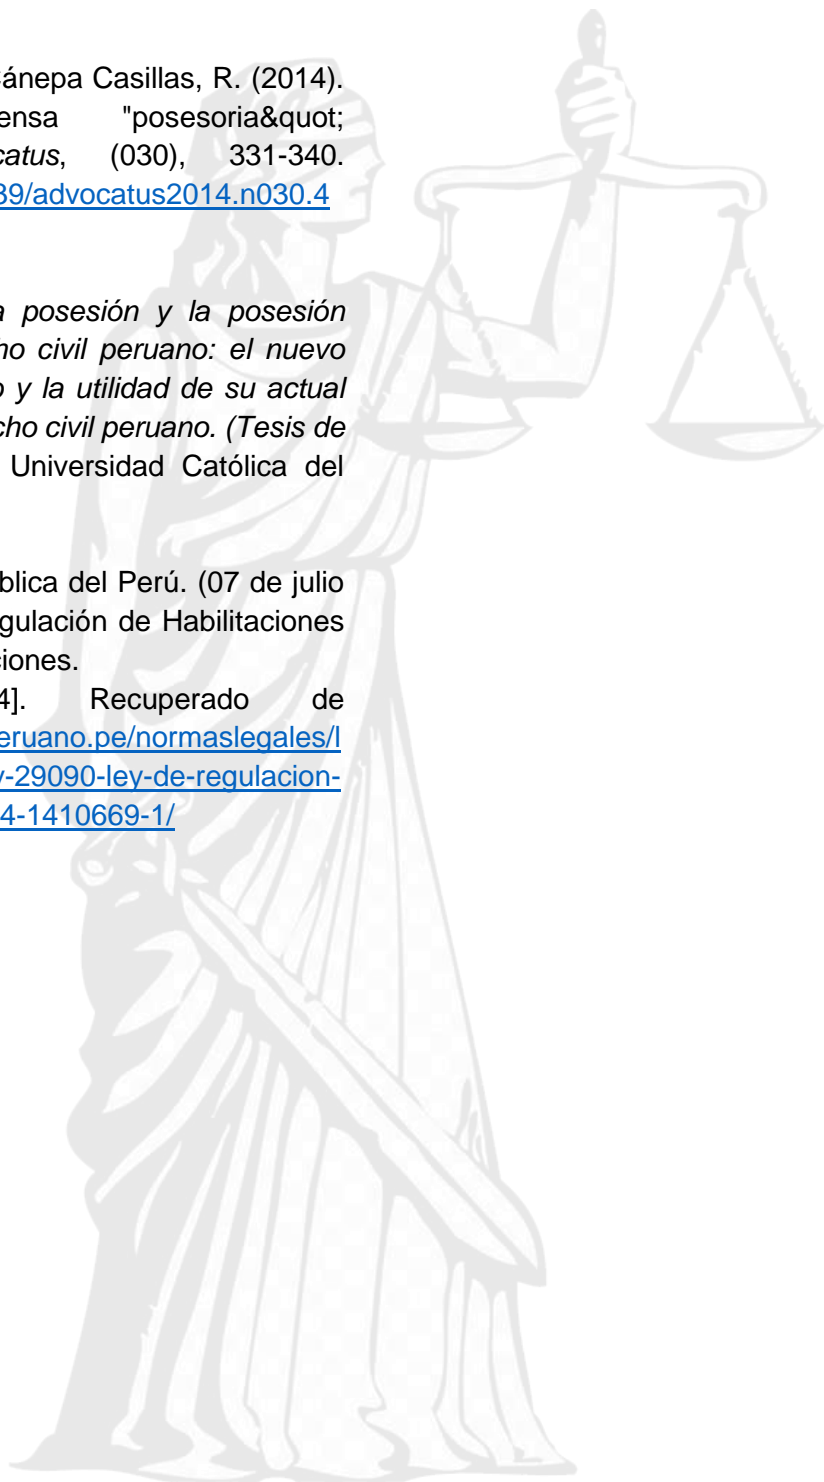 ánepa Casillas, R. (2014).
ensa "posesoria&quot;
catus, (030), 331-340.
39/advocatus2014.n030.4
a posesión y la posesión
ho civil peruano: el nuevo
o y la utilidad de su actual
cho civil peruano. (Tesis de
Universidad Católica del
blica del Perú. (07 de julio
gulación de Habilitaciones
ciones.
4]. Recuperado de
eruano.pe/normaslegales/l
y-29090-ley-de-regulacion-
4-1410669-1/